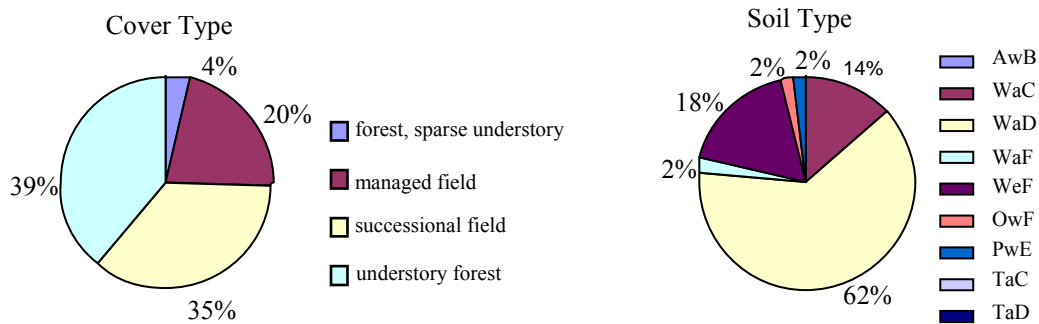 Cover Type
4%
20%
39%
35%
forest, sparse understory
managed field
successional field
understory forest
Soil Type
2%
2%
14%
18%
2%
62%
AwB
WaC
WaD
WaF
WeF
OwF
PwE
TaC
TaD